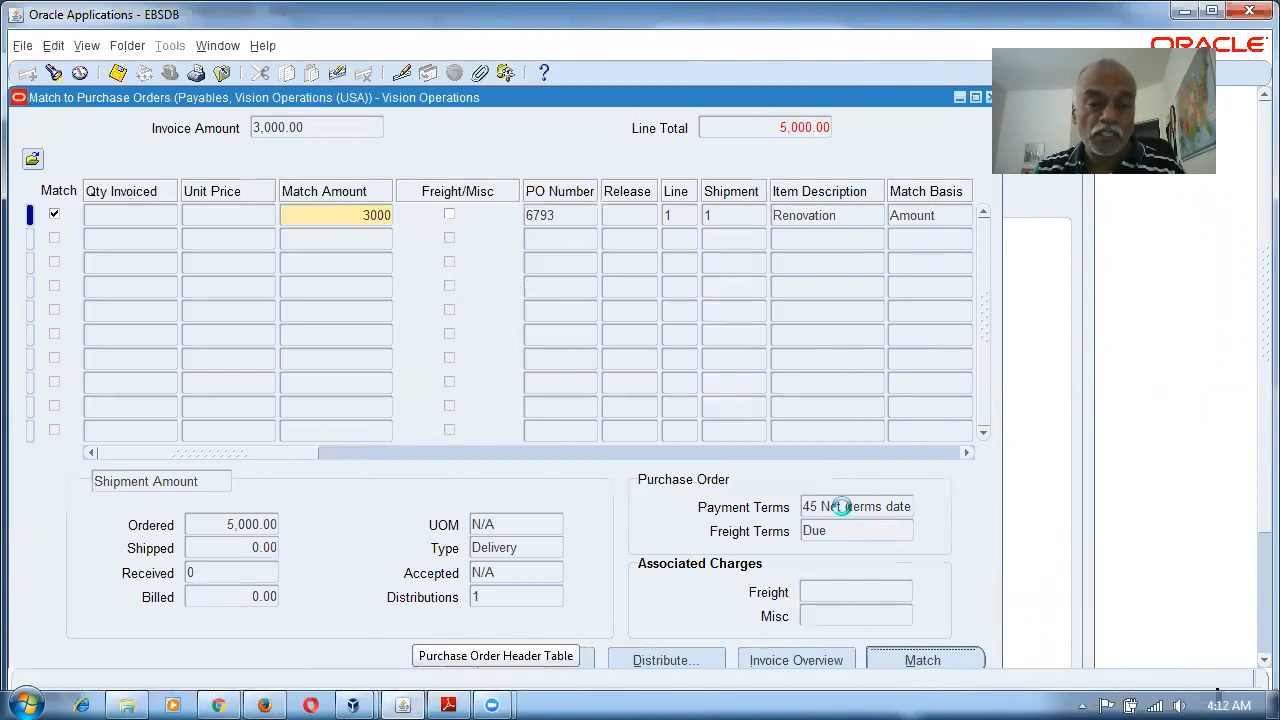 Oracle Applications - EBSDB
File Edit View Folder Tools Window Help
ORACLE
Match to Purchase Orders (Payables, Vision Operations (USA)) - Vision Operations
Invoice Amount 3,000.00 Line Total 5,000.00
Match Qty Invoiced Unit Price Match Amount Freight/Misc PO Number Release Line Shipment Item Description Match Basis
3000 6793 1 1 Renovation Amount
Shipment Amount Purchase Order
Payment Terms 45 Net (terms date
Ordered 5,000.00 UOM N/A Freight Terms Due
Shipped 0.00 Type Delivery
Associated Charges
Received 0 Accepted N/A Freight
Billed 0.00 Distributions 1 Misc
Purchase Order Header Table Distribute... Invoice Overview Match
4:12 AM